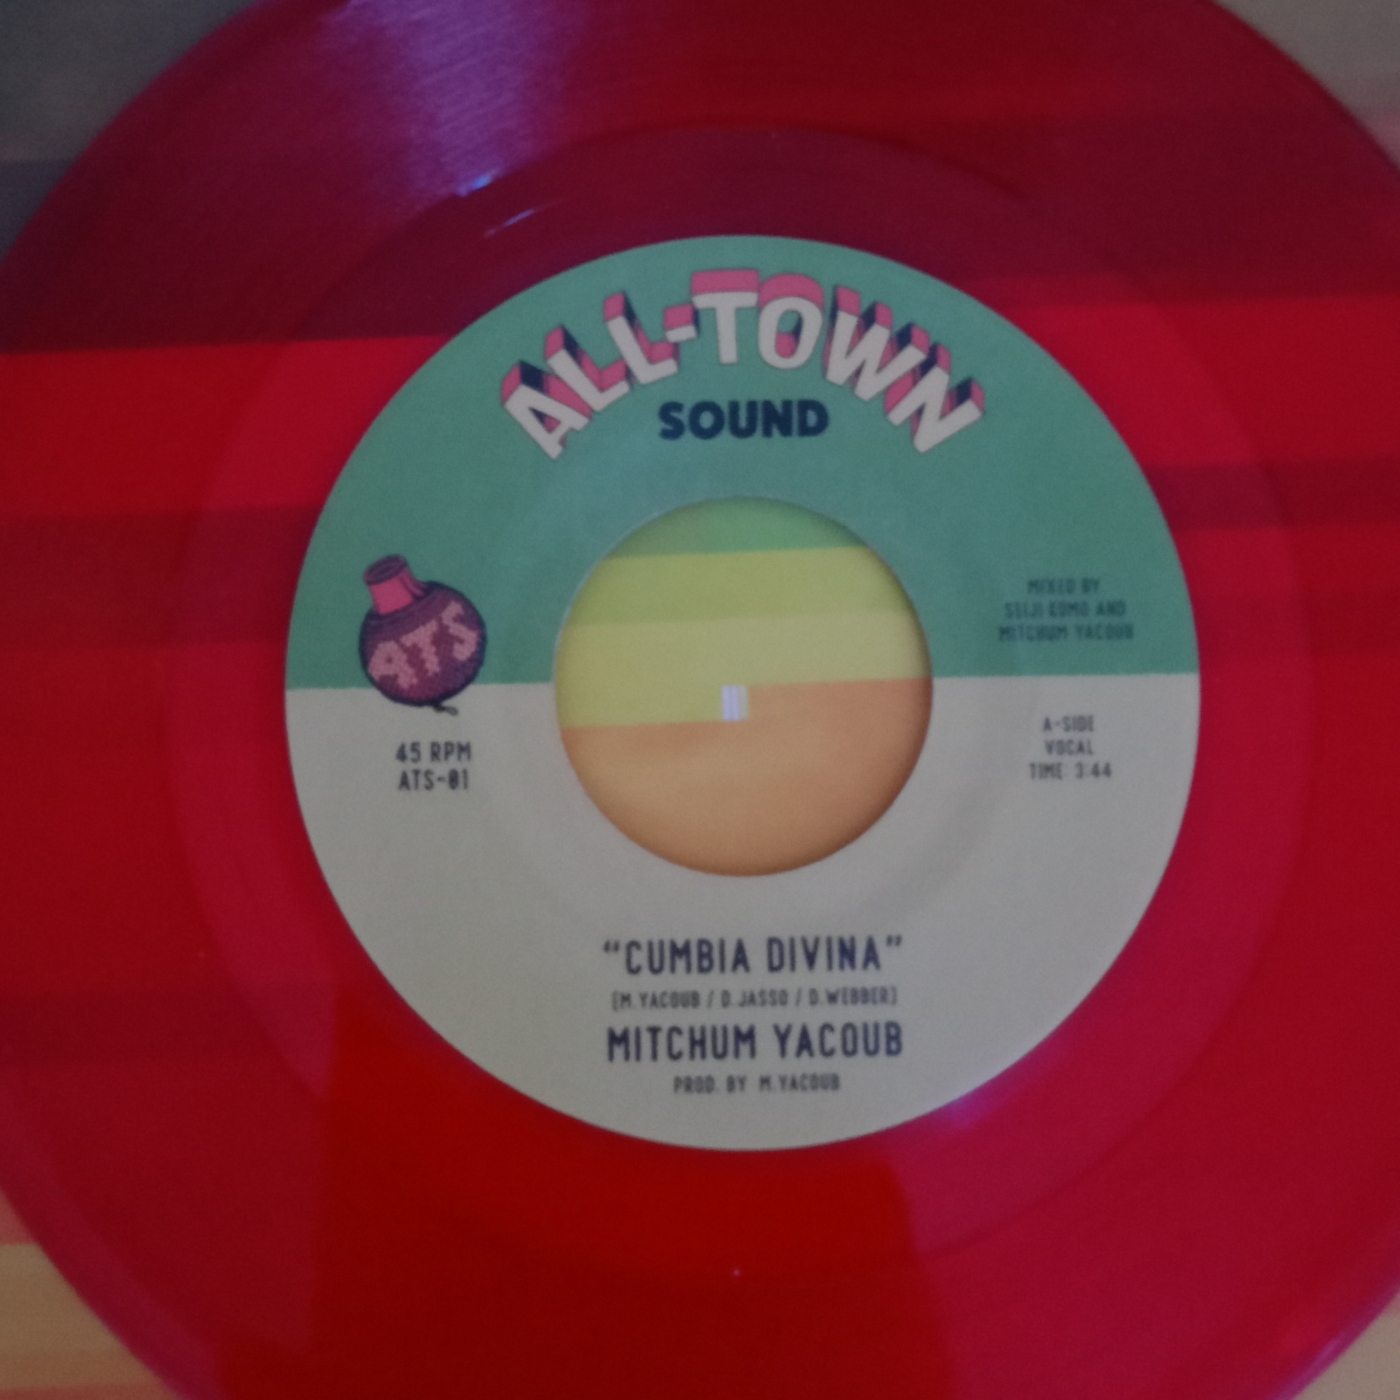 ALL-TOWN
SOUND
ATS
MIXED BY
SEIJI KOMO AND
MITCHUM YACOUB
45 RPM
ATS-01
A-SIDE
VOCAL
TIME: 3:44
“CUMBIA DIVINA”
(M.YACOUB / D.JASSO / D.WEBBER)
MITCHUM YACOUB
PROD. BY M.YACOUB